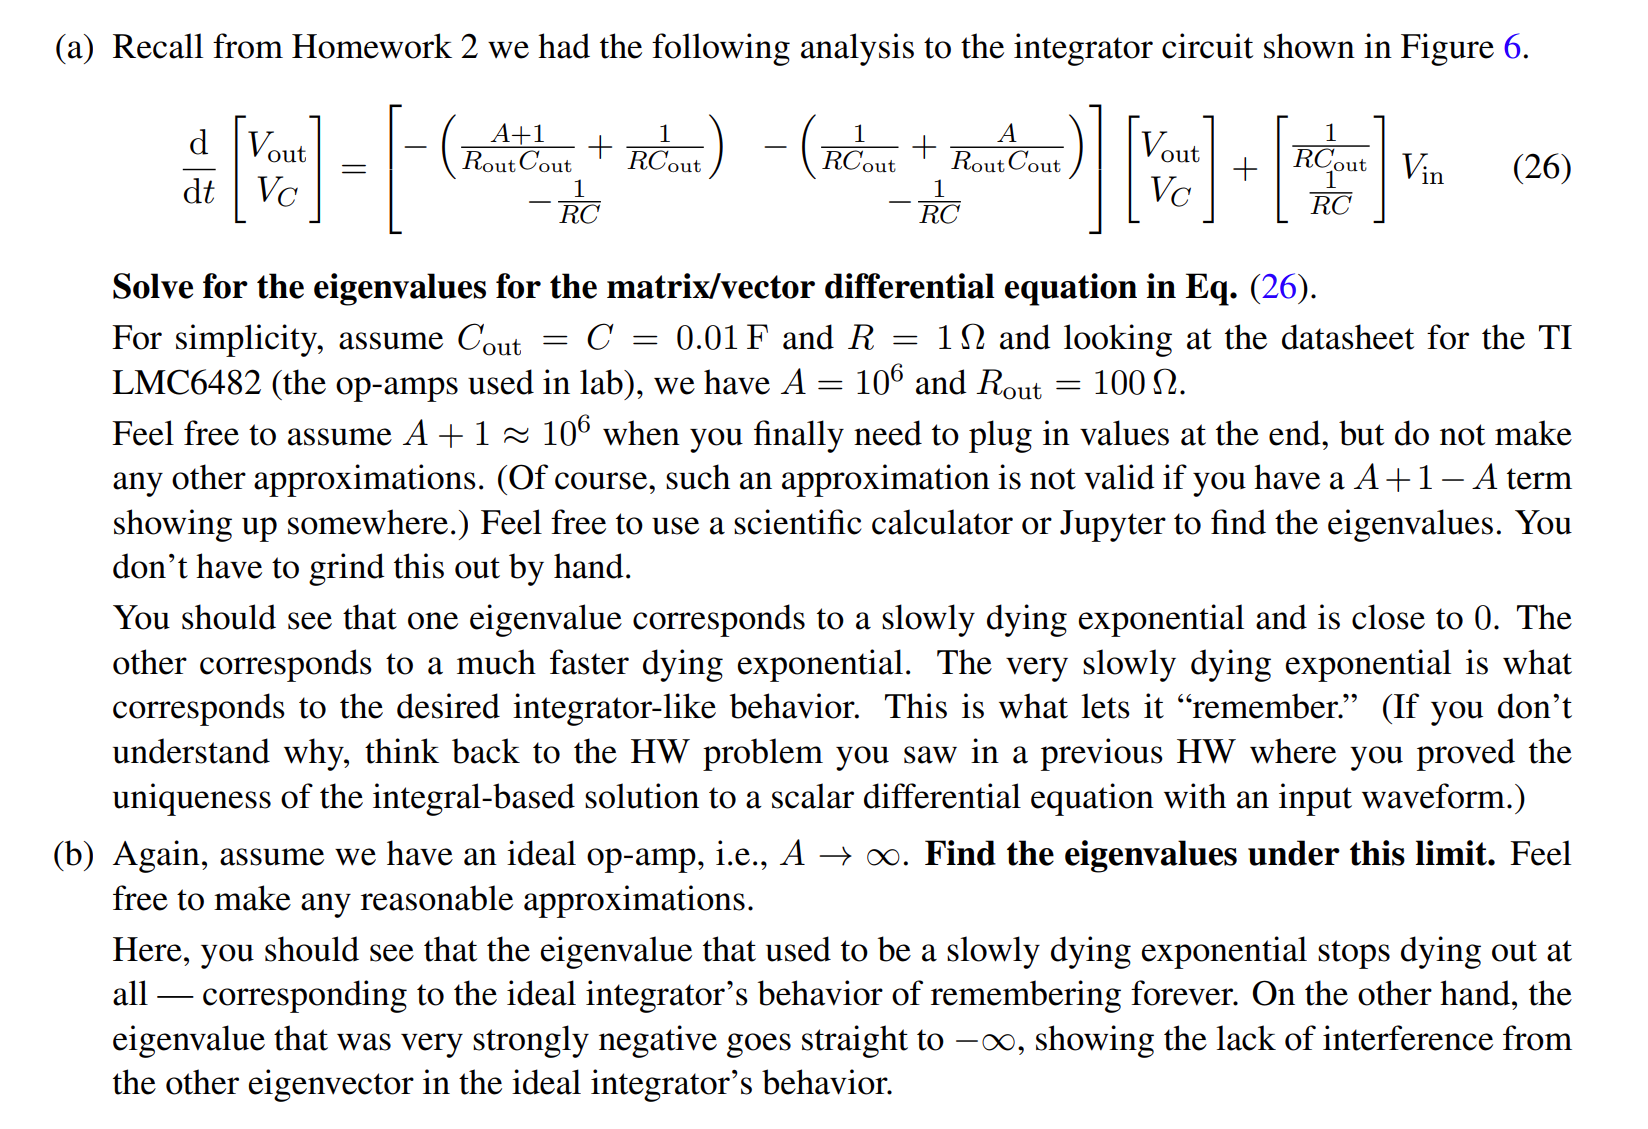 (a) Recall from Homework 2 we had the following analysis to the integrator circuit shown in Figure 6.
$\frac{\mathrm{d}}{\mathrm{d}t}\begin{bmatrix} V_{\text{out}} \\ V_C \end{bmatrix} = \begin{bmatrix} -\left(\frac{A+1}{R_{\text{out}}C_{\text{out}}} + \frac{1}{RC_{\text{out}}}\right) & -\left(\frac{1}{RC_{\text{out}}} + \frac{A}{R_{\text{out}}C_{\text{out}}}\right) \\ -\frac{1}{RC} & -\frac{1}{RC} \end{bmatrix} \begin{bmatrix} V_{\text{out}} \\ V_C \end{bmatrix} + \begin{bmatrix} \frac{1}{RC_{\text{out}}} \\ \frac{1}{RC} \end{bmatrix} V_{\text{in}}$ (26)
Solve for the eigenvalues for the matrix/vector differential equation in Eq. (26).
For simplicity, assume $C_{\text{out}} = C = 0.01\,\text{F}$ and $R = 1\,\Omega$ and looking at the datasheet for the TI
LMC6482 (the op-amps used in lab), we have $A = 10^6$ and $R_{\text{out}} = 100\,\Omega$.
Feel free to assume $A + 1 \approx 10^6$ when you finally need to plug in values at the end, but do not make
any other approximations. (Of course, such an approximation is not valid if you have a $A + 1 - A$ term
showing up somewhere.) Feel free to use a scientific calculator or Jupyter to find the eigenvalues. You
don't have to grind this out by hand.
You should see that one eigenvalue corresponds to a slowly dying exponential and is close to 0. The
other corresponds to a much faster dying exponential. The very slowly dying exponential is what
corresponds to the desired integrator-like behavior. This is what lets it “remember.” (If you don't
understand why, think back to the HW problem you saw in a previous HW where you proved the
uniqueness of the integral-based solution to a scalar differential equation with an input waveform.)
(b) Again, assume we have an ideal op-amp, i.e., $A \to \infty$. Find the eigenvalues under this limit. Feel
free to make any reasonable approximations.
Here, you should see that the eigenvalue that used to be a slowly dying exponential stops dying out at
all — corresponding to the ideal integrator's behavior of remembering forever. On the other hand, the
eigenvalue that was very strongly negative goes straight to $-\infty$, showing the lack of interference from
the other eigenvector in the ideal integrator's behavior.